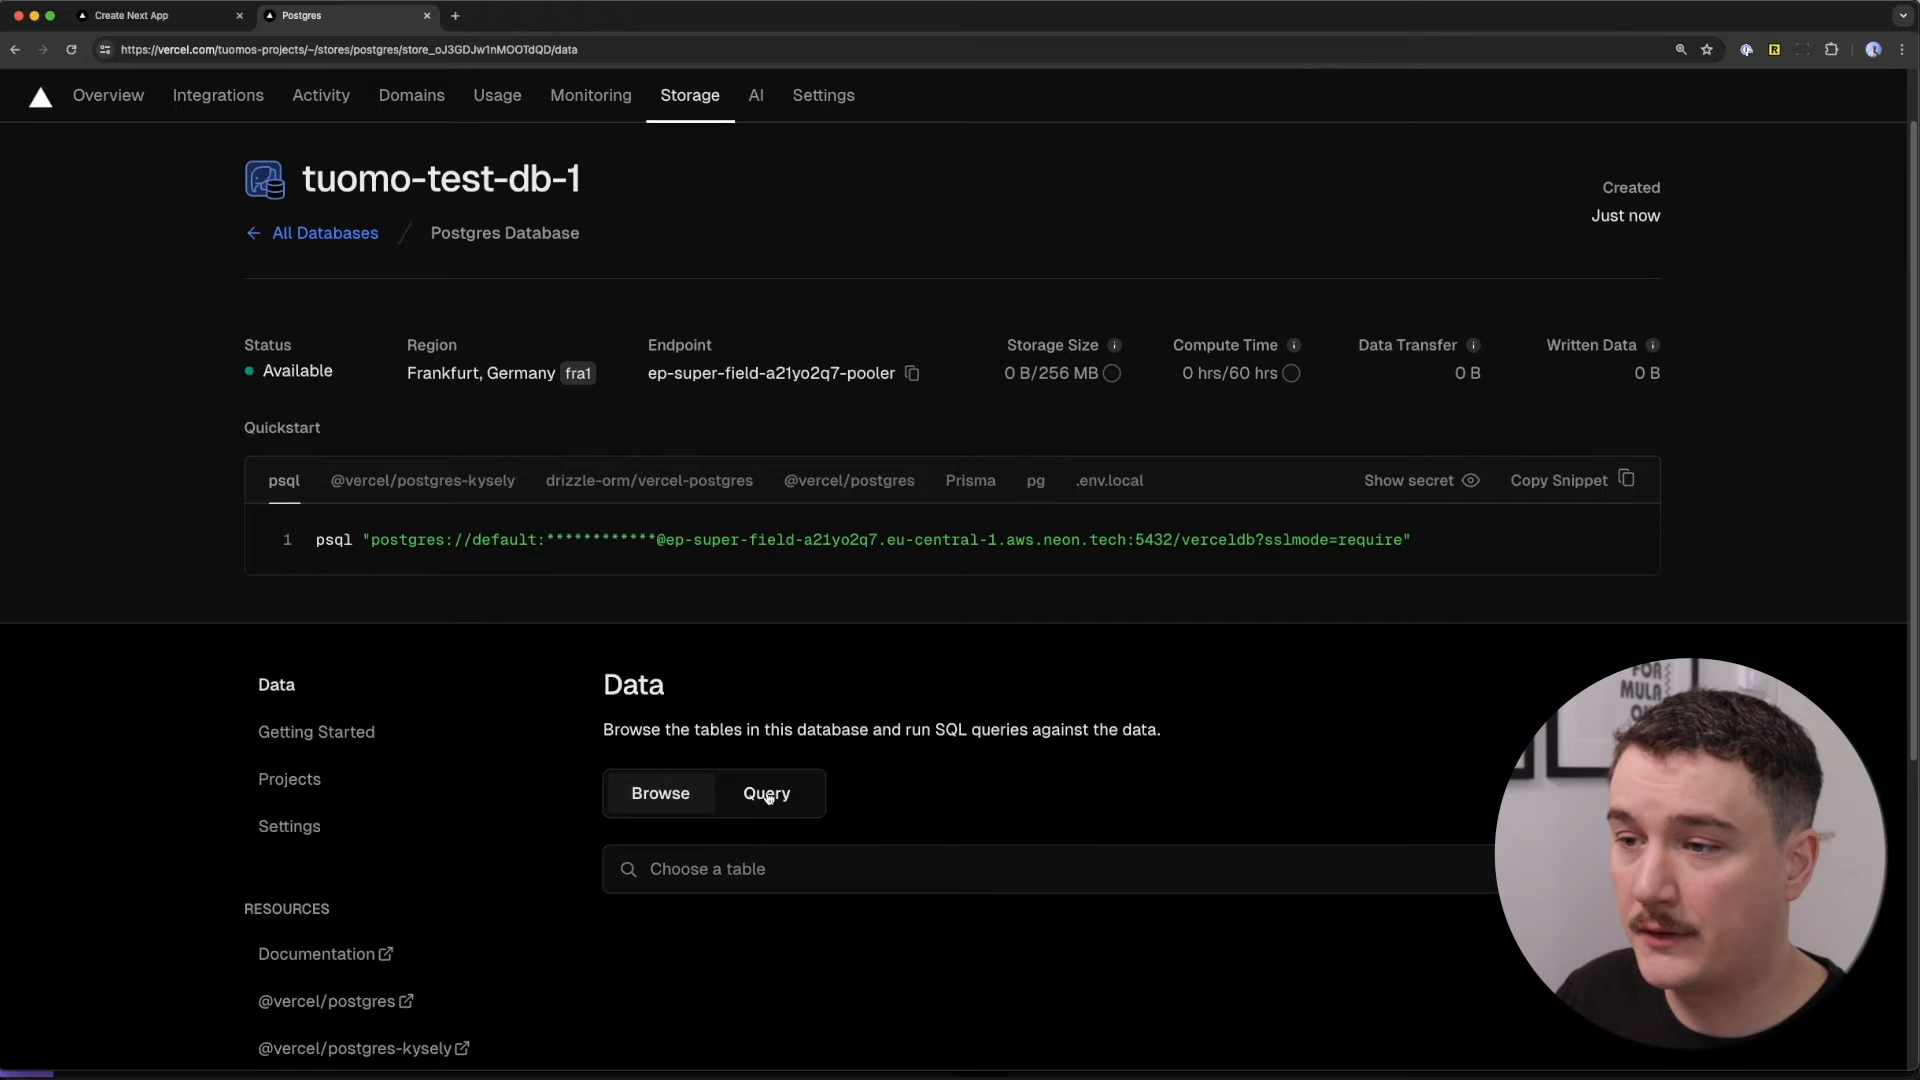 Create Next App
Postgres
https://vercel.com/tuomos-projects/~/stores/postgres/store_oJ3GDJw1nMOOTdQD/data
R
Overview
Integrations
Activity
Domains
Usage
Monitoring
Storage
AI
Settings
tuomo-test-db-1
Created
Just now
← All Databases / Postgres Database
Status
Available
Region
Frankfurt, Germany fra1
Endpoint
ep-super-field-a21yo2q7-pooler
Storage Size
0 B/256 MB
Compute Time
0 hrs/60 hrs
Data Transfer
0 B
Written Data
0 B
Quickstart
psql
@vercel/postgres-kysely
drizzle-orm/vercel-postgres
@vercel/postgres
Prisma
pg
.env.local
Show secret
Copy Snippet
1 psql "postgres://default:************@ep-super-field-a21yo2q7.eu-central-1.aws.neon.tech:5432/verceldb?sslmode=require"
Data
Getting Started
Projects
Settings
RESOURCES
Documentation
@vercel/postgres
@vercel/postgres-kysely
Data
Browse the tables in this database and run SQL queries against the data.
Browse
Query
Choose a table
FOR
MULA